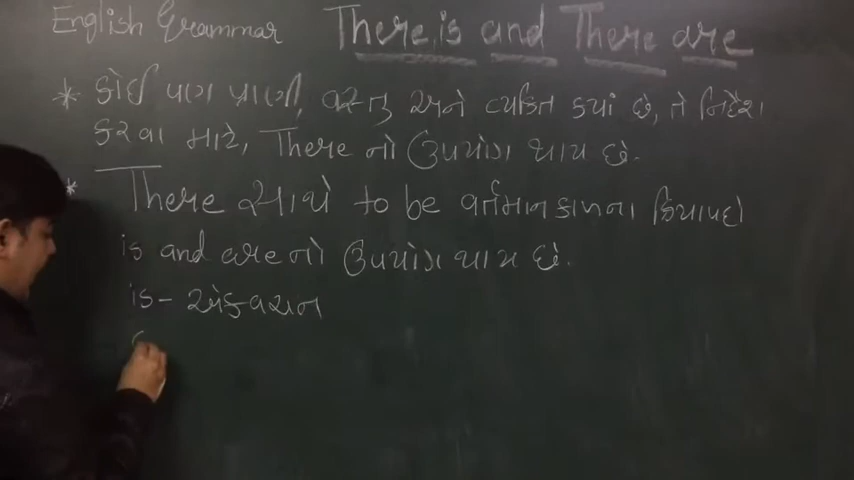 English Grammar There is and There are
* કોઈ પણ પ્રાણી, વસ્તુ અને વ્યક્તિ કયાં છે, તે નિર્દેશ
કરવા માટે, There નો ઉપયોગ થાય છે.
* There સાથે to be વર્તમાનકાળના ક્રિયાપદો
is and are નો ઉપયોગ થાય છે.
is - એકવચન